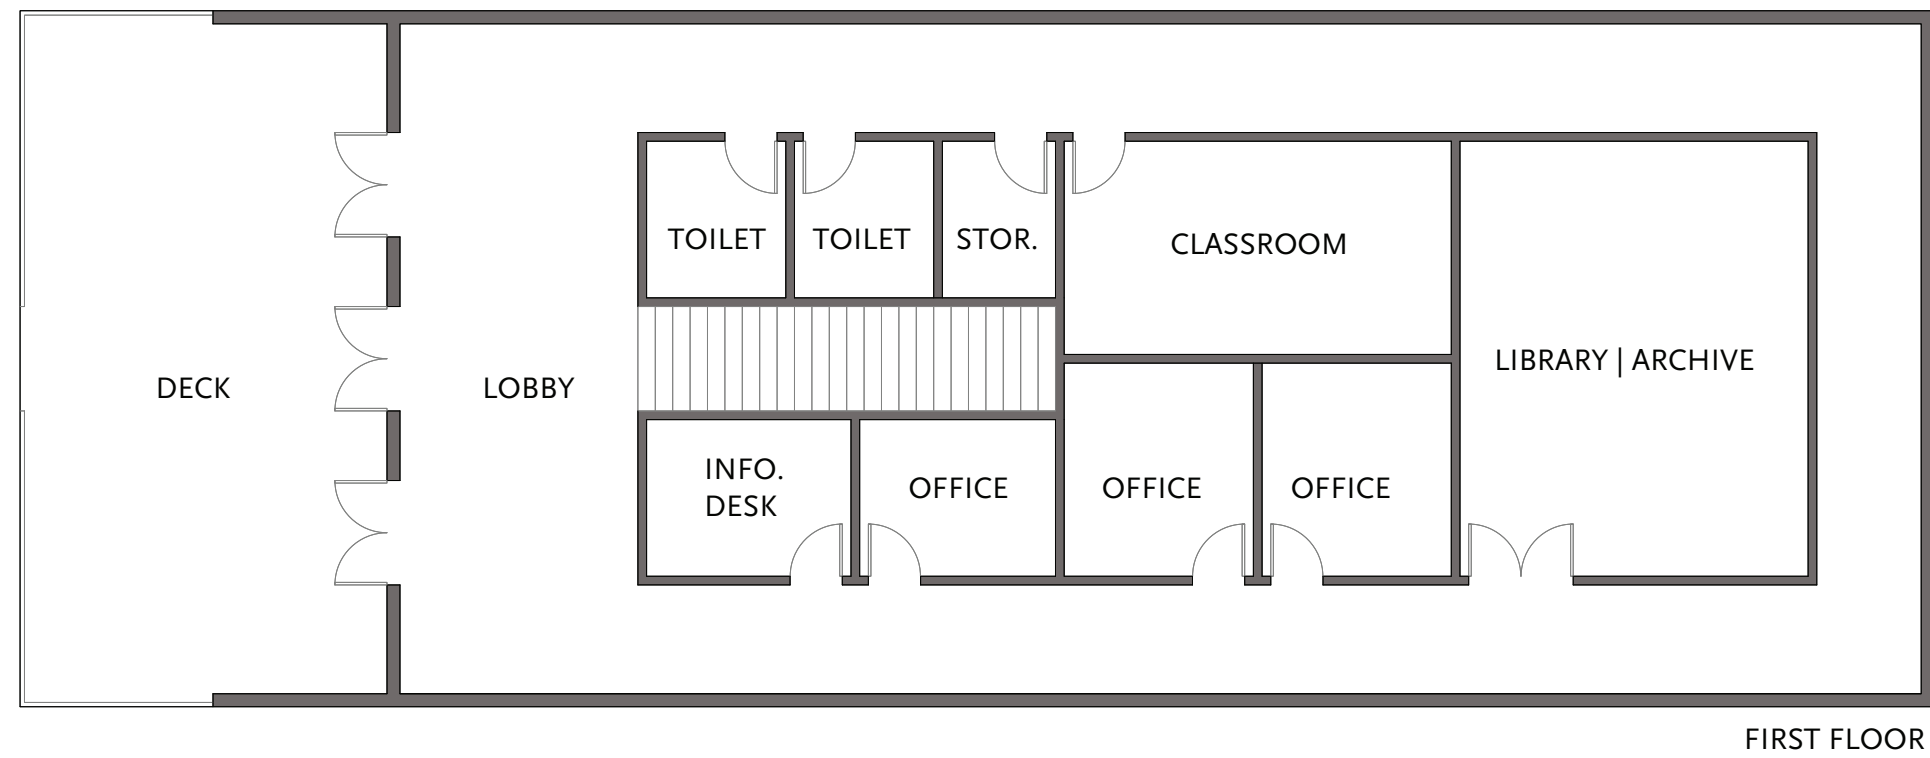 TOILET
TOILET
STOR.
CLASSROOM
LIBRARY | ARCHIVE
DECK
LOBBY
INFO.
DESK
OFFICE
OFFICE
OFFICE
FIRST FLOOR